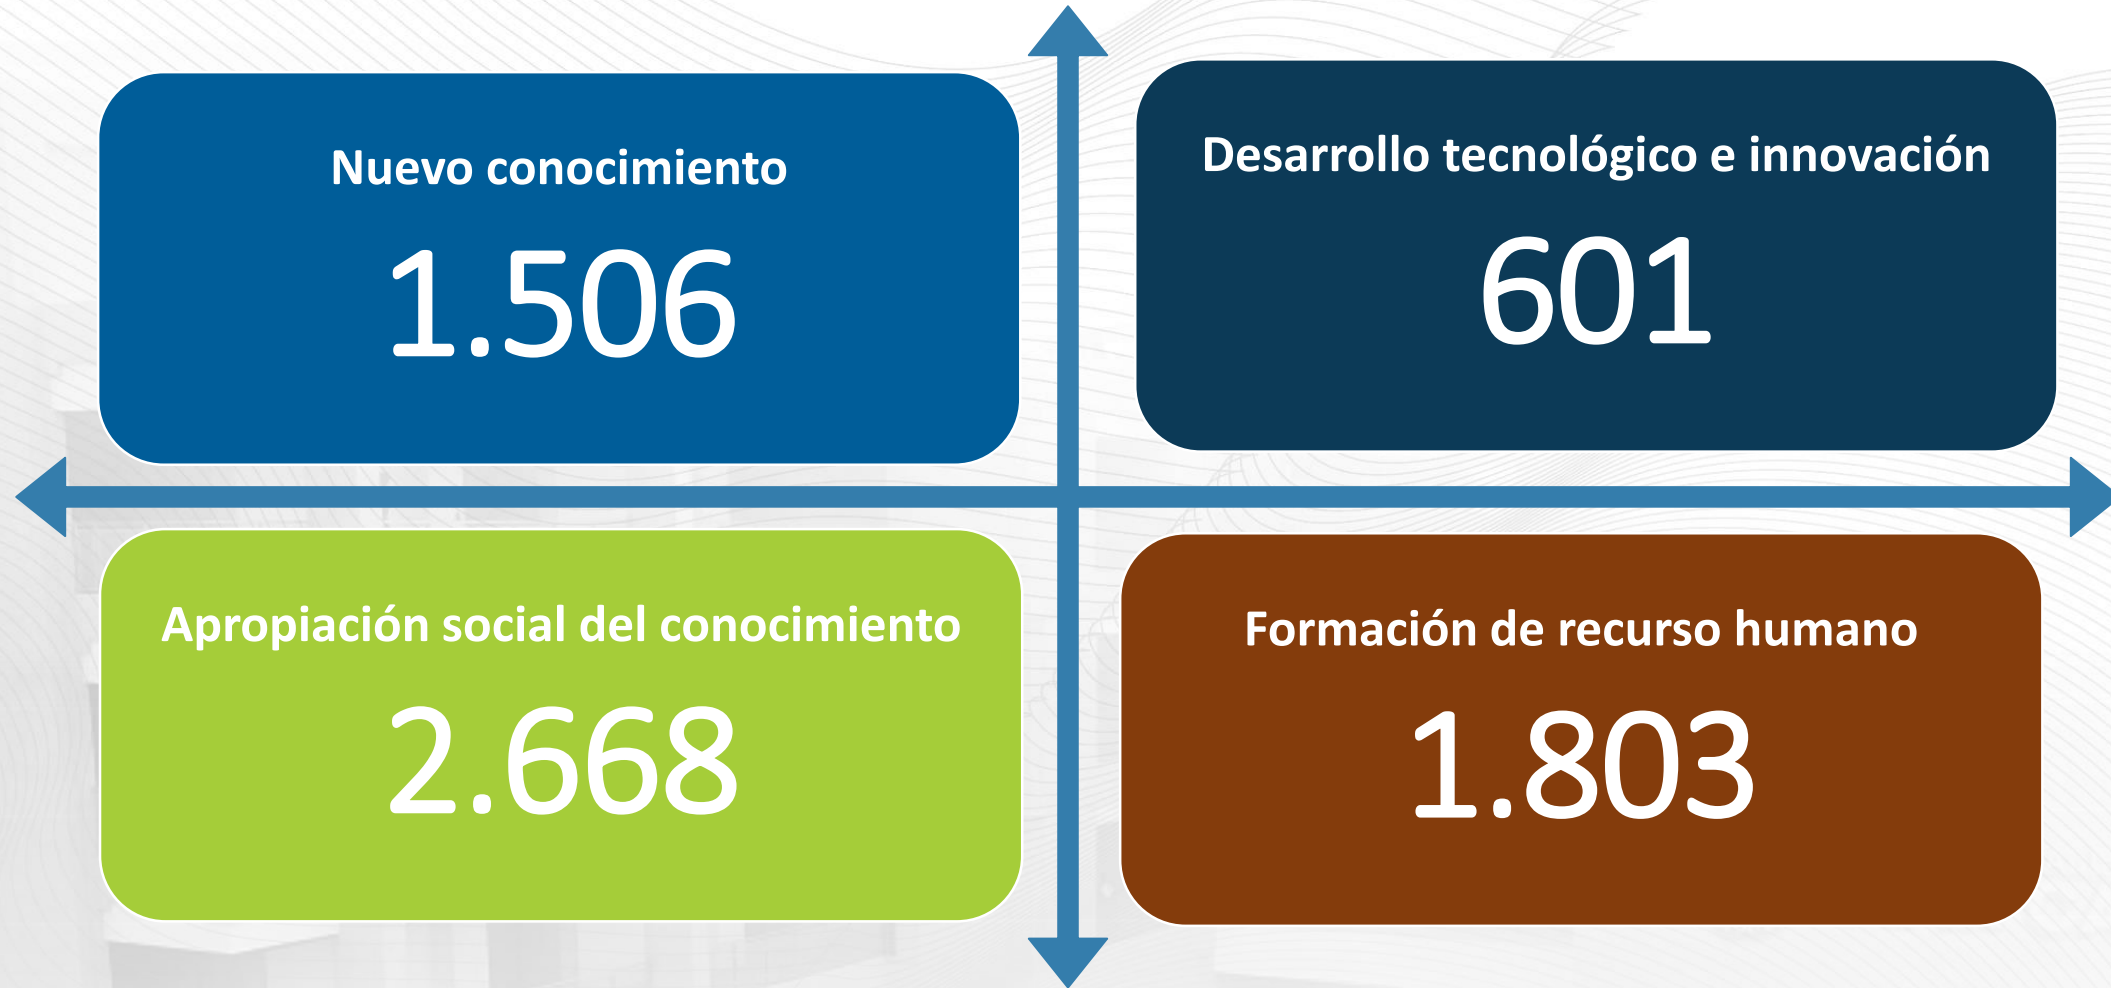 Nuevo conocimiento
1.506
Desarrollo tecnológico e innovación
601
Apropiación social del conocimiento
2.668
Formación de recurso humano
1.803